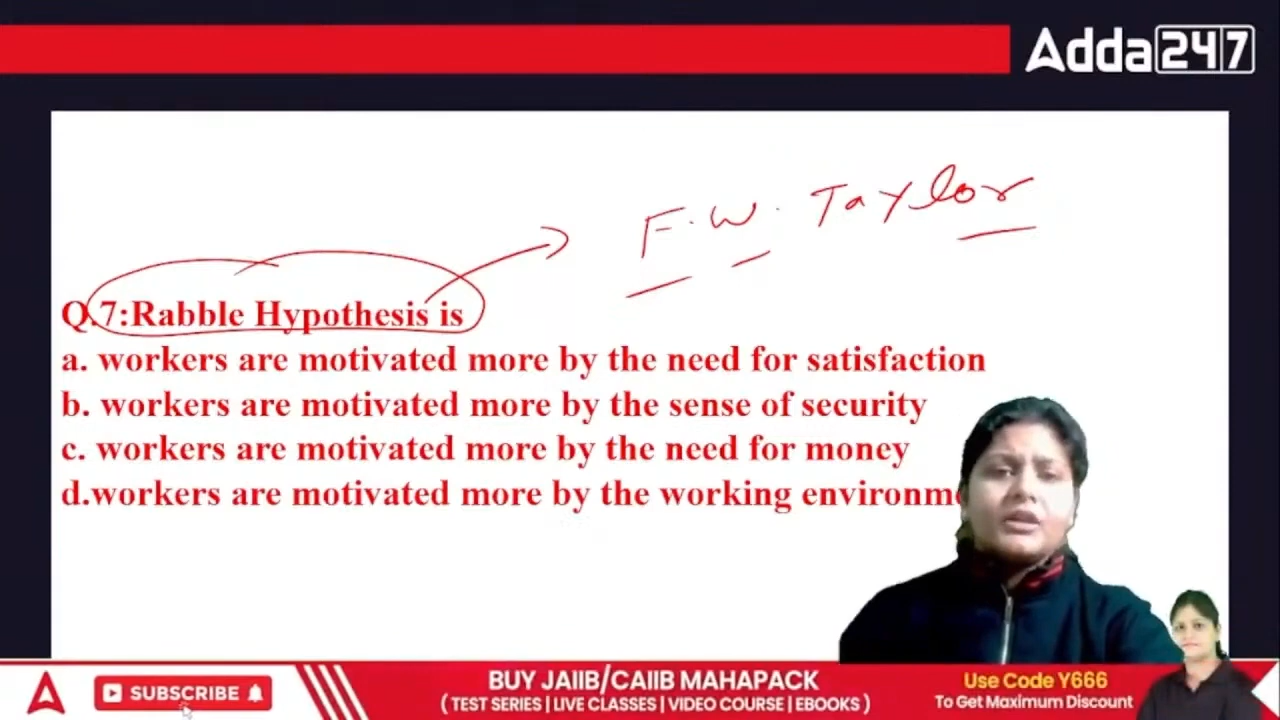 Adda247
F.W. Taylor
Q.7:Rabble Hypothesis is
a. workers are motivated more by the need for satisfaction
b. workers are motivated more by the sense of security
c. workers are motivated more by the need for money
d.workers are motivated more by the working environme
SUBSCRIBE
BUY JAIIB/CAIIB MAHAPACK
( TEST SERIES | LIVE CLASSES | VIDEO COURSE | EBOOKS )
Use Code Y666
To Get Maximum Discount